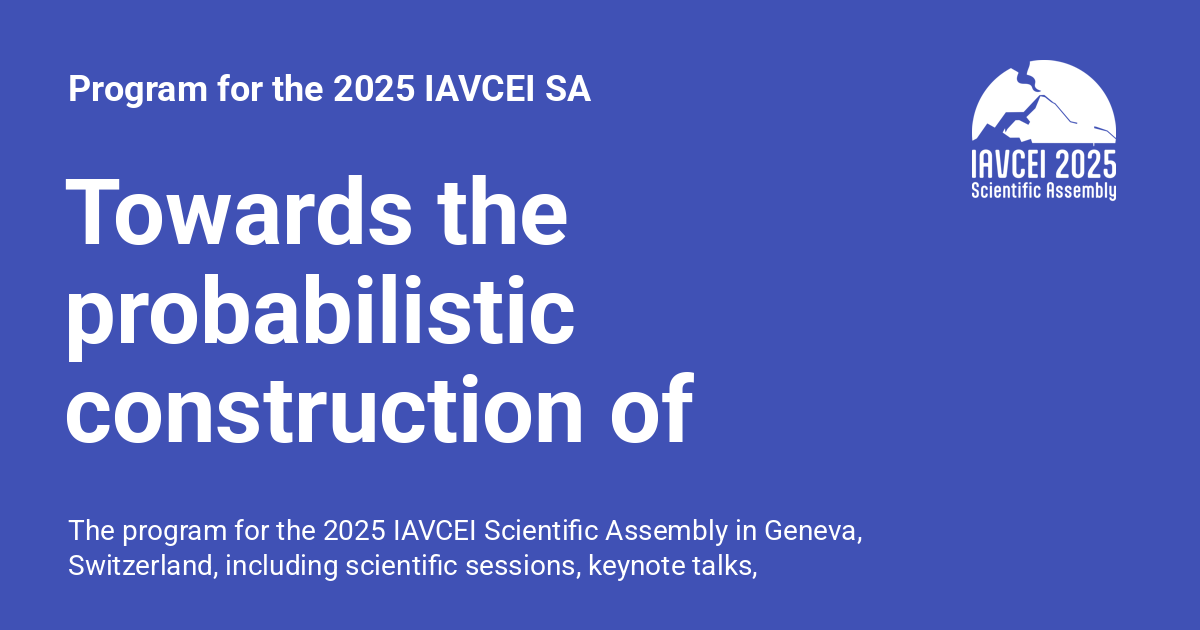 Program for the 2025 IAVCEI SA
IAVCEI 2025
Scientific Assembly
Towards the
probabilistic
construction of
The program for the 2025 IAVCEI Scientific Assembly in Geneva,
Switzerland, including scientific sessions, keynote talks,